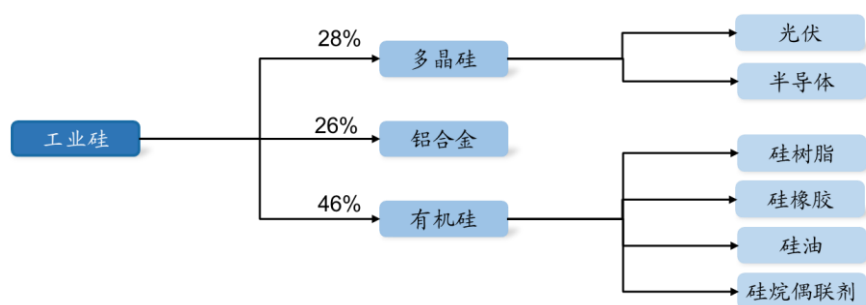 28%
多晶硅
光伏
半导体
工业硅
26%
铝合金
46%
有机硅
硅树脂
硅橡胶
硅油
硅烷偶联剂